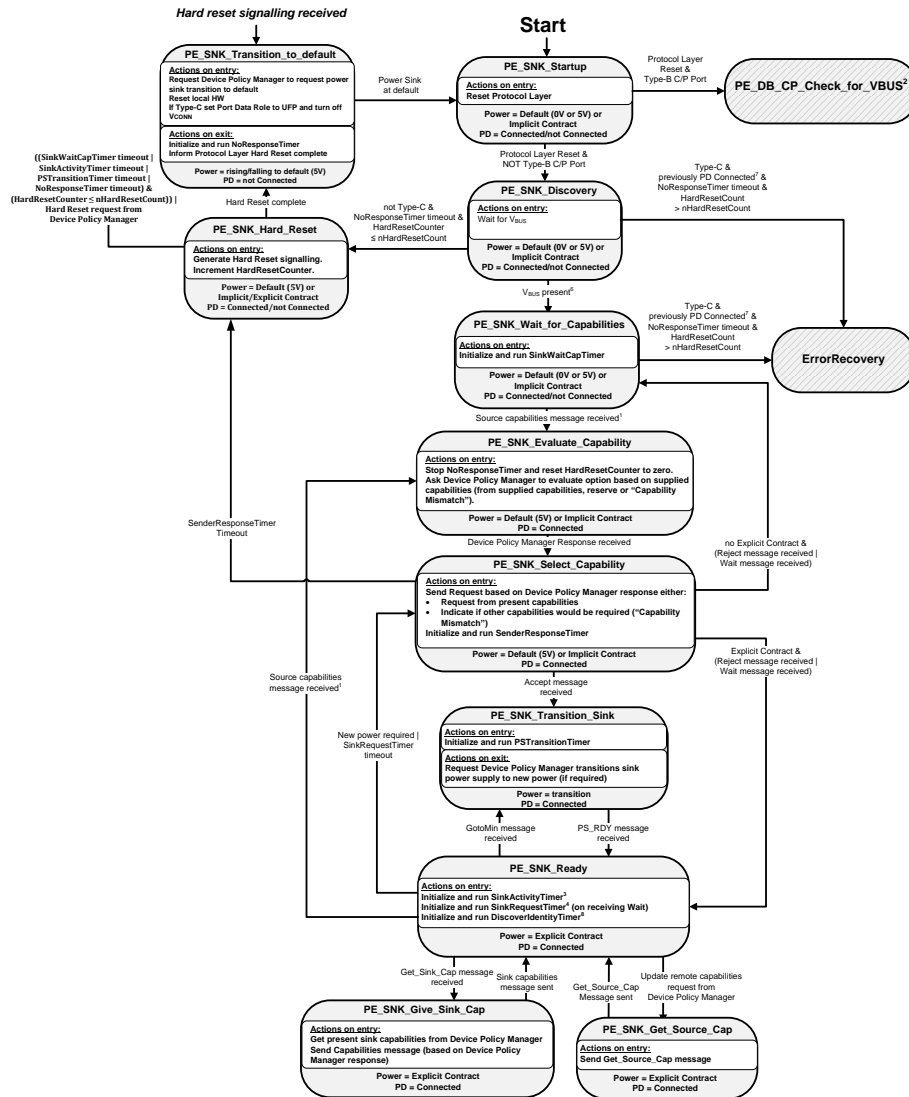 Hard reset signalling received
Start
PE_SNK_Transition_to_default
Actions on entry:
Request Device Policy Manager to request power
sink transition to default
Reset local HW
If Type-C set Port Data Role to UFP and turn off
VCONN
Actions on exit:
Initialize and run NoResponseTimer
Inform Protocol Layer Hard Reset complete
Power = rising/falling to default (5V)
PD = not Connected
Power Sink
at default
PE_SNK_Startup
Actions on entry:
Reset Protocol Layer
Power = Default (0V or 5V) or
Implicit Contract
PD = Connected/not Connected
Protocol Layer
Reset &
Type-B C/P Port
PE_DB_CP_Check_for_VBUS²
((SinkWaitCapTimer timeout |
SinkActivityTimer timeout |
PSTransitionTimer timeout |
NoResponseTimer timeout) &
(HardResetCounter ≤ nHardResetCount)) |
Hard Reset request from
Device Policy Manager
Hard Reset complete
Protocol Layer Reset &
NOT Type-B C/P Port
PE_SNK_Hard_Reset
Actions on entry:
Generate Hard Reset signalling.
Increment HardResetCounter.
Power = Default (5V) or
Implicit/Explicit Contract
PD = Connected/not Connected
not Type-C &
NoResponseTimer timeout &
HardResetCounter
≤ nHardResetCount
PE_SNK_Discovery
Actions on entry:
Wait for VBUS
Power = Default (0V or 5V) or
Implicit Contract
PD = Connected/not Connected
Type-C &
previously PD Connected⁷ &
NoResponseTimer timeout &
HardResetCount
> nHardResetCount
VBUS present⁶
PE_SNK_Wait_for_Capabilities
Actions on entry:
Initialize and run SinkWaitCapTimer
Power = Default (0V or 5V) or
Implicit Contract
PD = Connected/not Connected
Type-C &
previously PD Connected⁷ &
NoResponseTimer timeout &
HardResetCount
> nHardResetCount
ErrorRecovery
Source capabilities message received¹
PE_SNK_Evaluate_Capability
Actions on entry:
Stop NoResponseTimer and reset HardResetCounter to zero.
Ask Device Policy Manager to evaluate option based on supplied
capabilities (from supplied capabilities, reserve or “Capability
Mismatch”).
Power = Default (5V) or Implicit Contract
PD = Connected
SenderResponseTimer
Timeout
Device Policy Manager Response received
no Explicit Contract &
(Reject message received |
Wait message received)
PE_SNK_Select_Capability
Actions on entry:
Send Request based on Device Policy Manager response either:
• Request from present capabilities
• Indicate if other capabilities would be required (“Capability
Mismatch”)
Initialize and run SenderResponseTimer
Power = Default (5V) or Implicit Contract
PD = Connected
Explicit Contract &
(Reject message received |
Wait message received)
Source capabilities
message received¹
Accept message
received
New power required |
SinkRequestTimer
timeout
PE_SNK_Transition_Sink
Actions on entry:
Initialize and run PSTransitionTimer
Actions on exit:
Request Device Policy Manager transitions sink
power supply to new power (if required)
Power = transition
PD = Connected
GotoMin message
received
PS_RDY message
received
PE_SNK_Ready
Actions on entry:
Initialize and run SinkActivityTimer³
Initialize and run SinkRequestTimer⁴ (on receiving Wait)
Initialize and run DiscoverIdentityTimer⁸
Power = Explicit Contract
PD = Connected
Get_Sink_Cap message
received
Sink capabilities
message sent
Get_Source_Cap
Message sent
Update remote capabilities
request from
Device Policy Manager
PE_SNK_Give_Sink_Cap
Actions on entry:
Get present sink capabilities from Device Policy Manager
Send Capabilities message (based on Device Policy
Manager response)
Power = Explicit Contract
PD = Connected
PE_SNK_Get_Source_Cap
Actions on entry:
Send Get_Source_Cap message
Power = Explicit Contract
PD = Connected